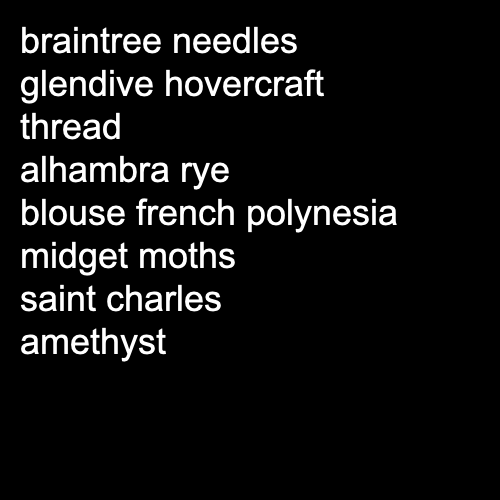 braintree needles
glendive hovercraft
thread
alhambra rye
blouse french polynesia
midget moths
saint charles
amethyst